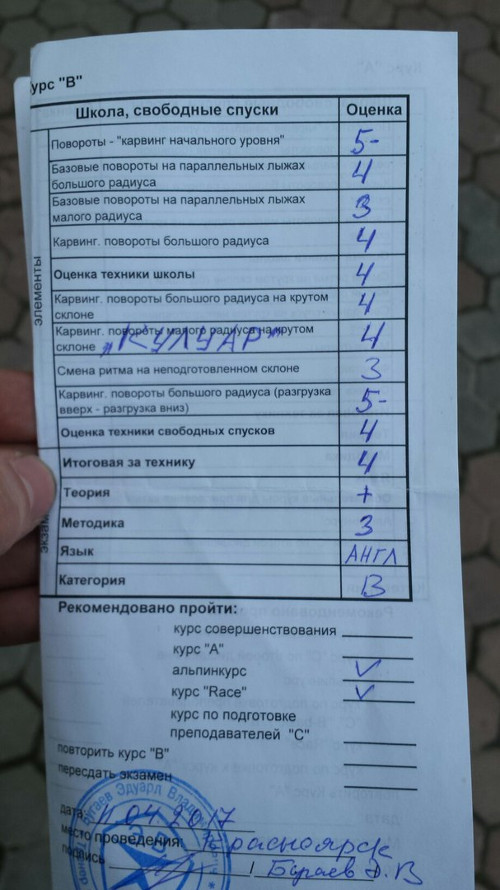 урс "В"
Школа, свободные спуски Оценка
элементы
Повороты - "карвинг начального уровня" 5-
Базовые повороты на параллельных лыжах
большого радиуса 4
Базовые повороты на параллельных лыжах
малого радиуса 3
Карвинг. повороты большого радиуса 4
Оценка техники школы 4
Карвинг. повороты большого радиуса на крутом
склоне 4
Карвинг. повороты малого радиуса на крутом
склоне „КУЛУАР" 4
Смена ритма на неподготовленном склоне 3
Карвинг. повороты большого радиуса (разгрузка
вверх - разгрузка вниз) 5-
Оценка техники свободных спусков 4
Итоговая за технику 4
экза
Теория +
Методика 3
Язык АНГЛ
Категория В
Рекомендовано пройти:
курс совершенствования
курс "А"
альпинкурс ✓
курс "Race" ✓
курс по подготовке
преподавателей "С"
повторить курс "В"
пересдать экзамен
дата: 11.04.2017
место проведения: Красноярск
подпись / Бугаев Э.В
Бугаев Эдуард Влад